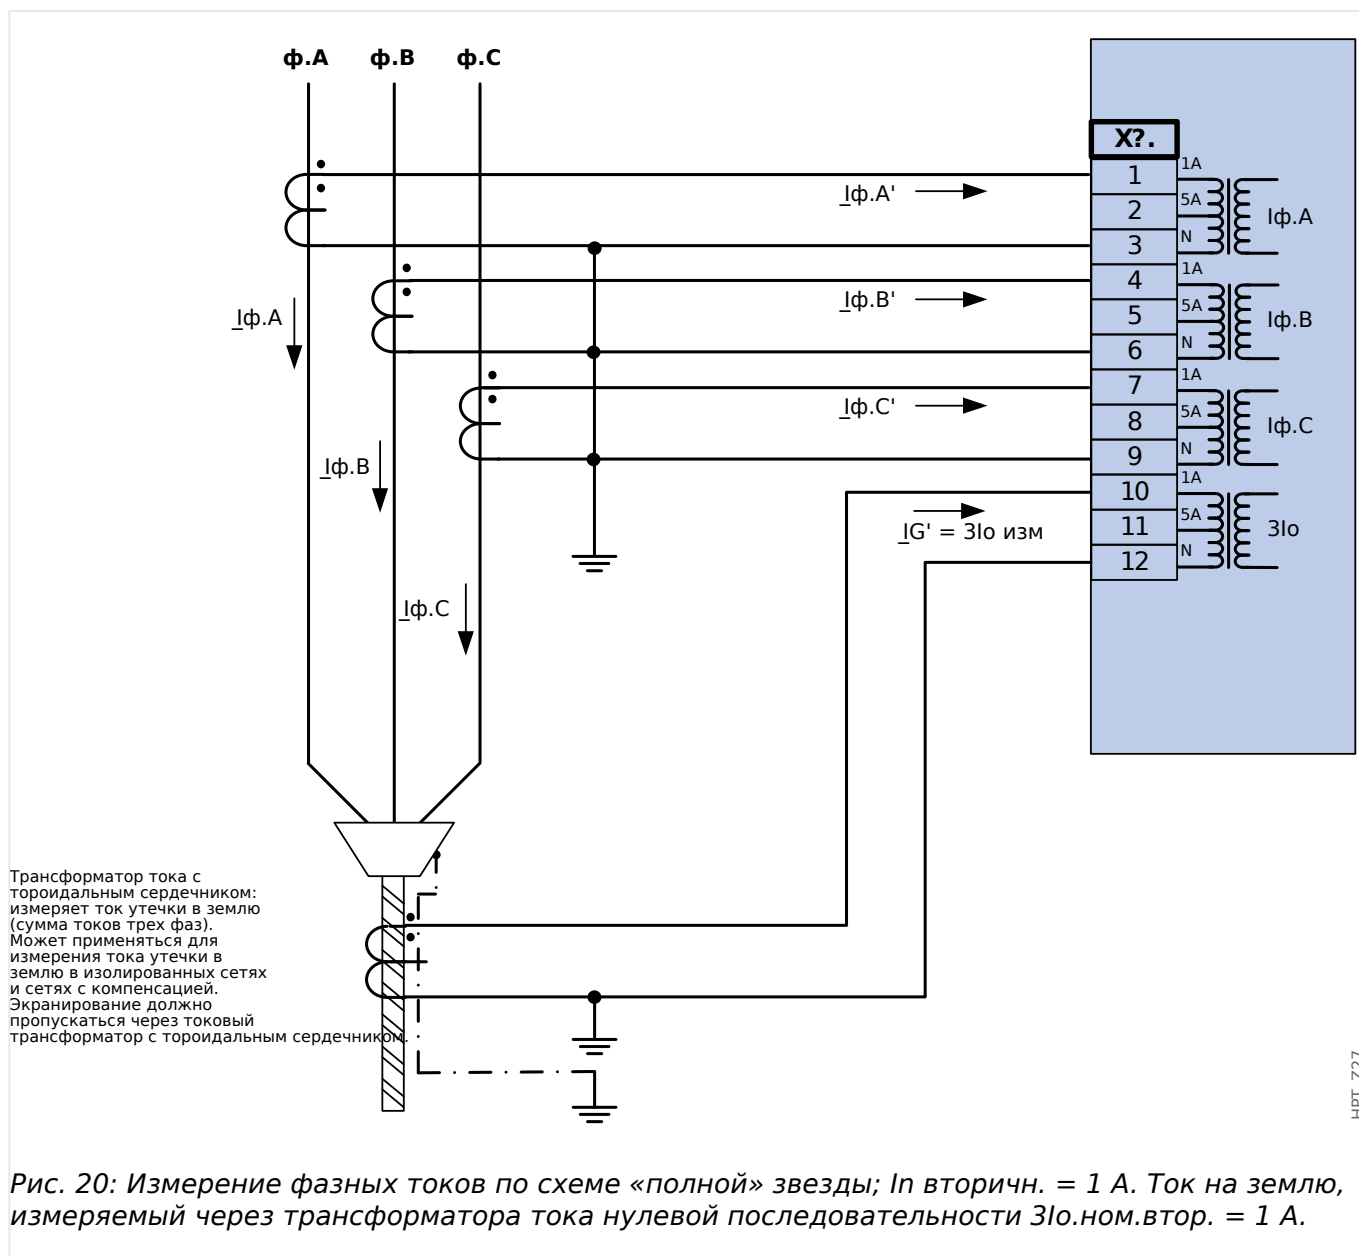 ф.A ф.B ф.C
X?.
1
2
3
4
5
6
7
8
9
10
11
12
1A
5A
N
Iф.A
1A
5A
N
Iф.B
1A
5A
N
Iф.C
1A
5A
N
3Io
_Iф.A'
_Iф.B'
_Iф.C'
_IG' = 3Io изм
_Iф.A
_Iф.B
_Iф.C
Трансформатор тока с
тороидальным сердечником:
измеряет ток утечки в землю
(сумма токов трех фаз).
Может применяться для
измерения тока утечки в
землю в изолированных сетях
и сетях с компенсацией.
Экранирование должно
пропускаться через токовый
трансформатор с тороидальным сердечником.
Рис. 20: Измерение фазных токов по схеме «полной» звезды; In вторичн. = 1 А. Ток на землю,
измеряемый через трансформатора тока нулевой последовательности 3Io.ном.втор. = 1 А.